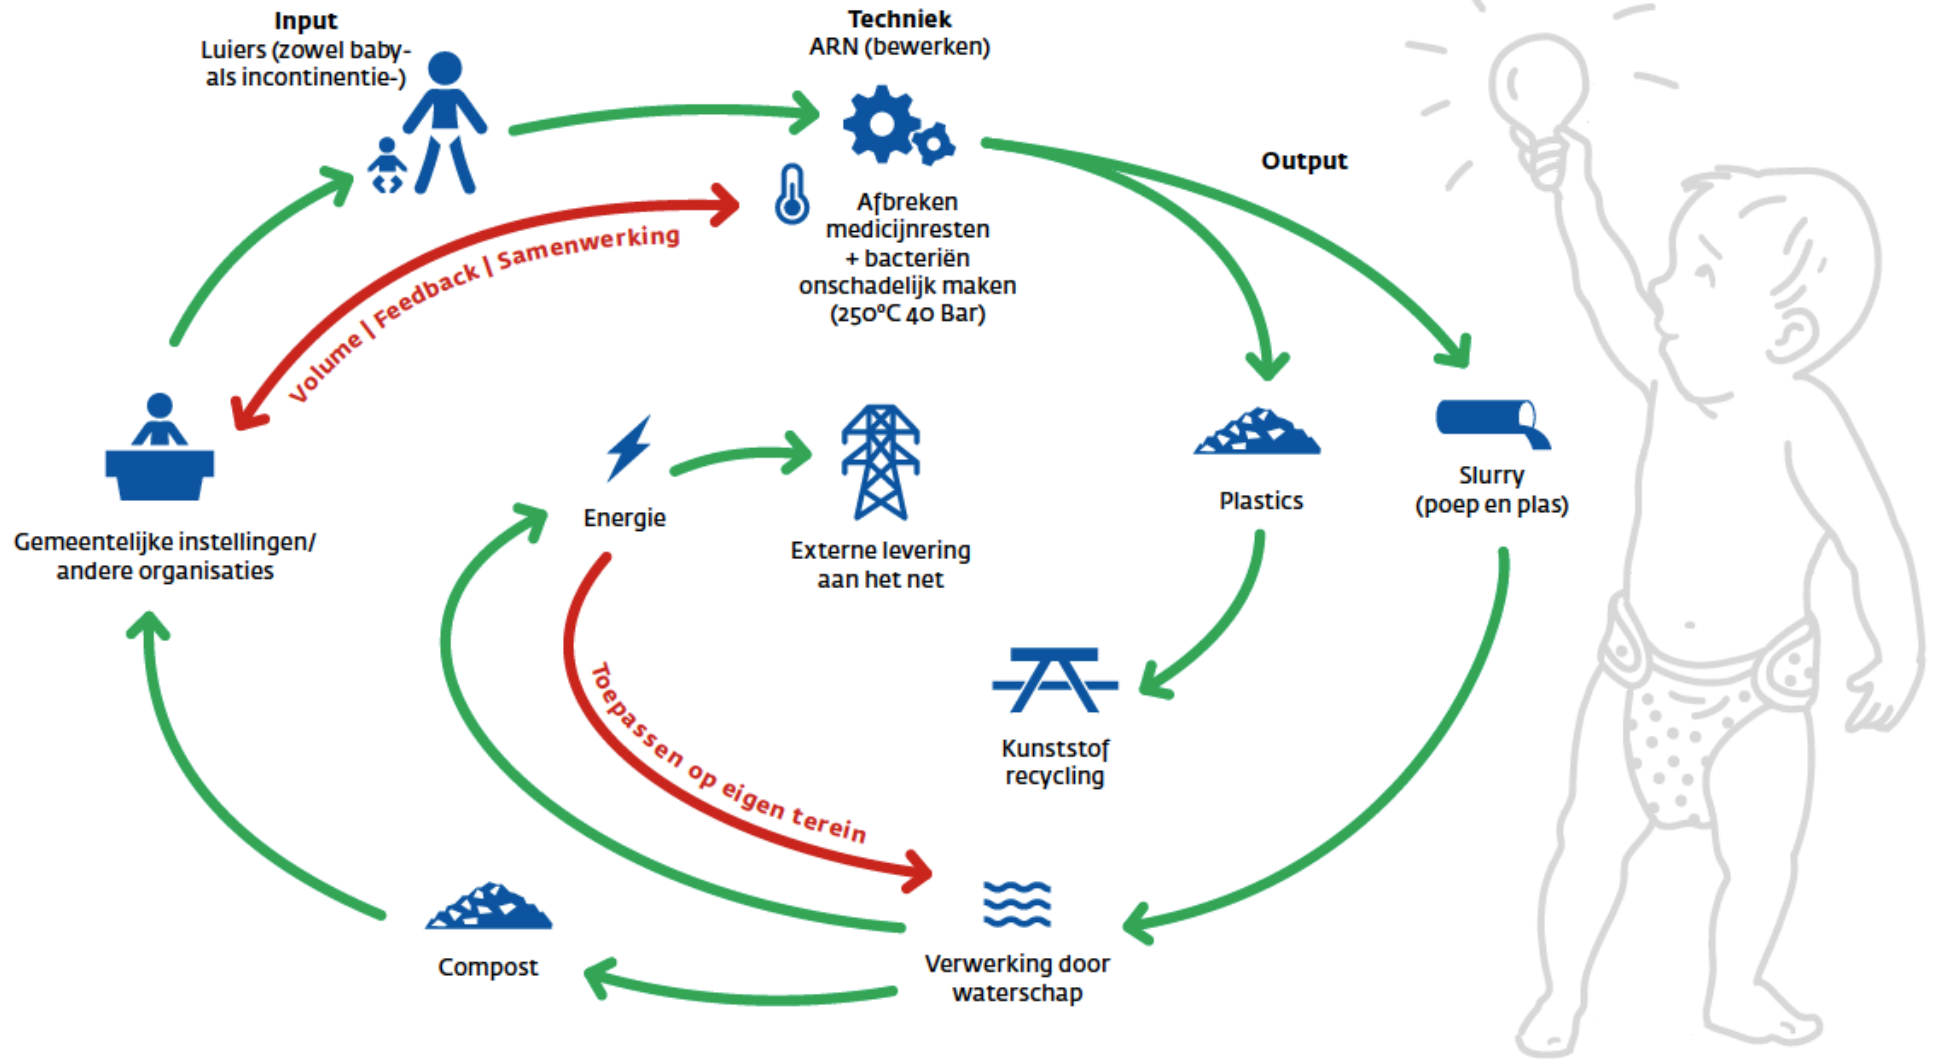 Input
Luiers (zowel baby-
als incontinentie-)
Techniek
ARN (bewerken)
Output
Afbreken
medicijnresten
+ bacteriën
onschadelijk maken
(250°C 40 Bar)
Volume | Feedback | Samenwerking
Gemeentelijke instellingen/
andere organisaties
Energie
Externe levering
aan het net
Plastics
Slurry
(poep en plas)
Toepassen op eigen terein
Kunststof
recycling
Compost
Verwerking door
waterschap